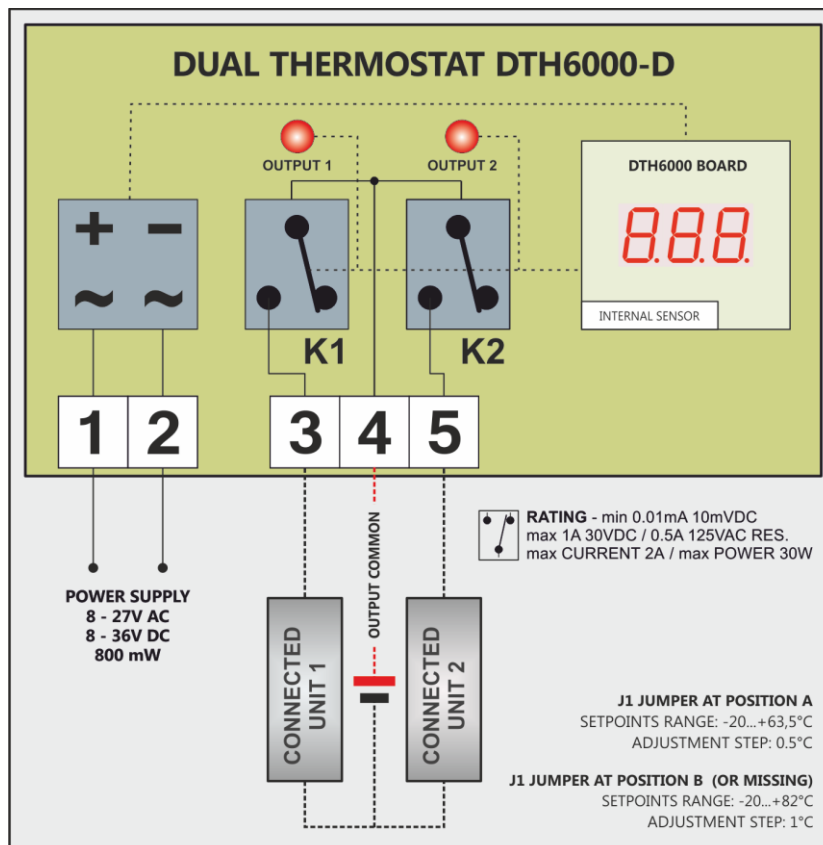 DUAL THERMOSTAT DTH6000-D
OUTPUT 1
OUTPUT 2
DTH6000 BOARD
8.8.8.
INTERNAL SENSOR
+ −
~ ~
K1
K2
1 2
3 4 5
RATING - min 0.01mA 10mVDC
max 1A 30VDC / 0.5A 125VAC RES.
max CURRENT 2A / max POWER 30W
POWER SUPPLY
8 - 27V AC
8 - 36V DC
800 mW
CONNECTED
UNIT 1
OUTPUT COMMON
CONNECTED
UNIT 2
J1 JUMPER AT POSITION A
SETPOINTS RANGE: -20...+63,5°C
ADJUSTMENT STEP: 0.5°C
J1 JUMPER AT POSITION B (OR MISSING)
SETPOINTS RANGE: -20...+82°C
ADJUSTMENT STEP: 1°C